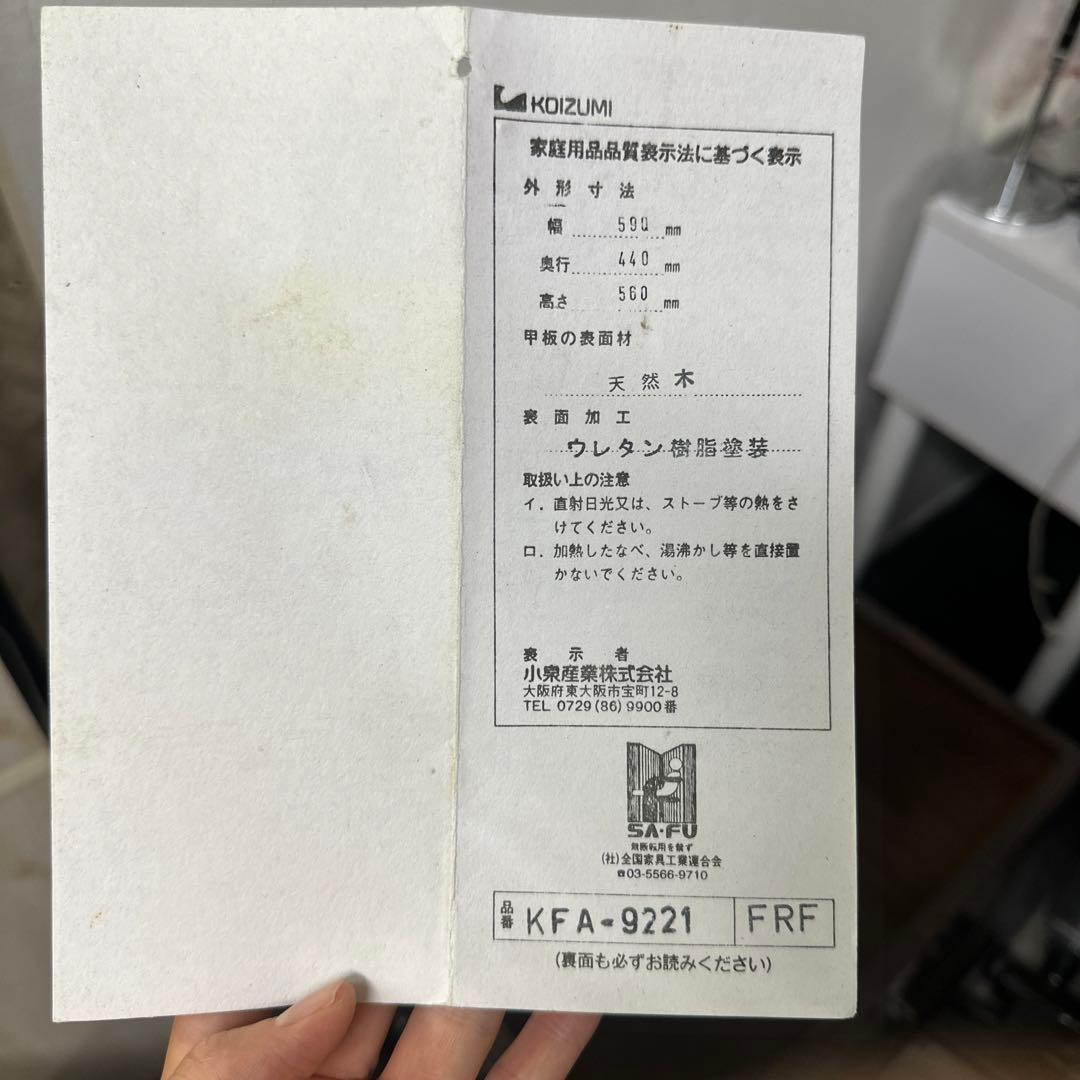 KOIZUMI
家庭用品品質表示法に基づく表示
外形寸法
幅 590 mm
奥行 440 mm
高さ 560 mm
甲板の表面材
天然木
表面加工
ウレタン樹脂塗装
取扱い上の注意
イ．直射日光又は、ストーブ等の熱をさ
けてください。
ロ．加熱したなべ、湯沸かし等を直接置
かないでください。
表示者
小泉産業株式会社
大阪府東大阪市宝町12-8
TEL 0729(86)9900番
SA・FU
無断転用を禁ず
(社)全国家具工業連合会
☎03-5566-9710
品番 KFA-9221 FRF
(裏面も必ずお読みください)